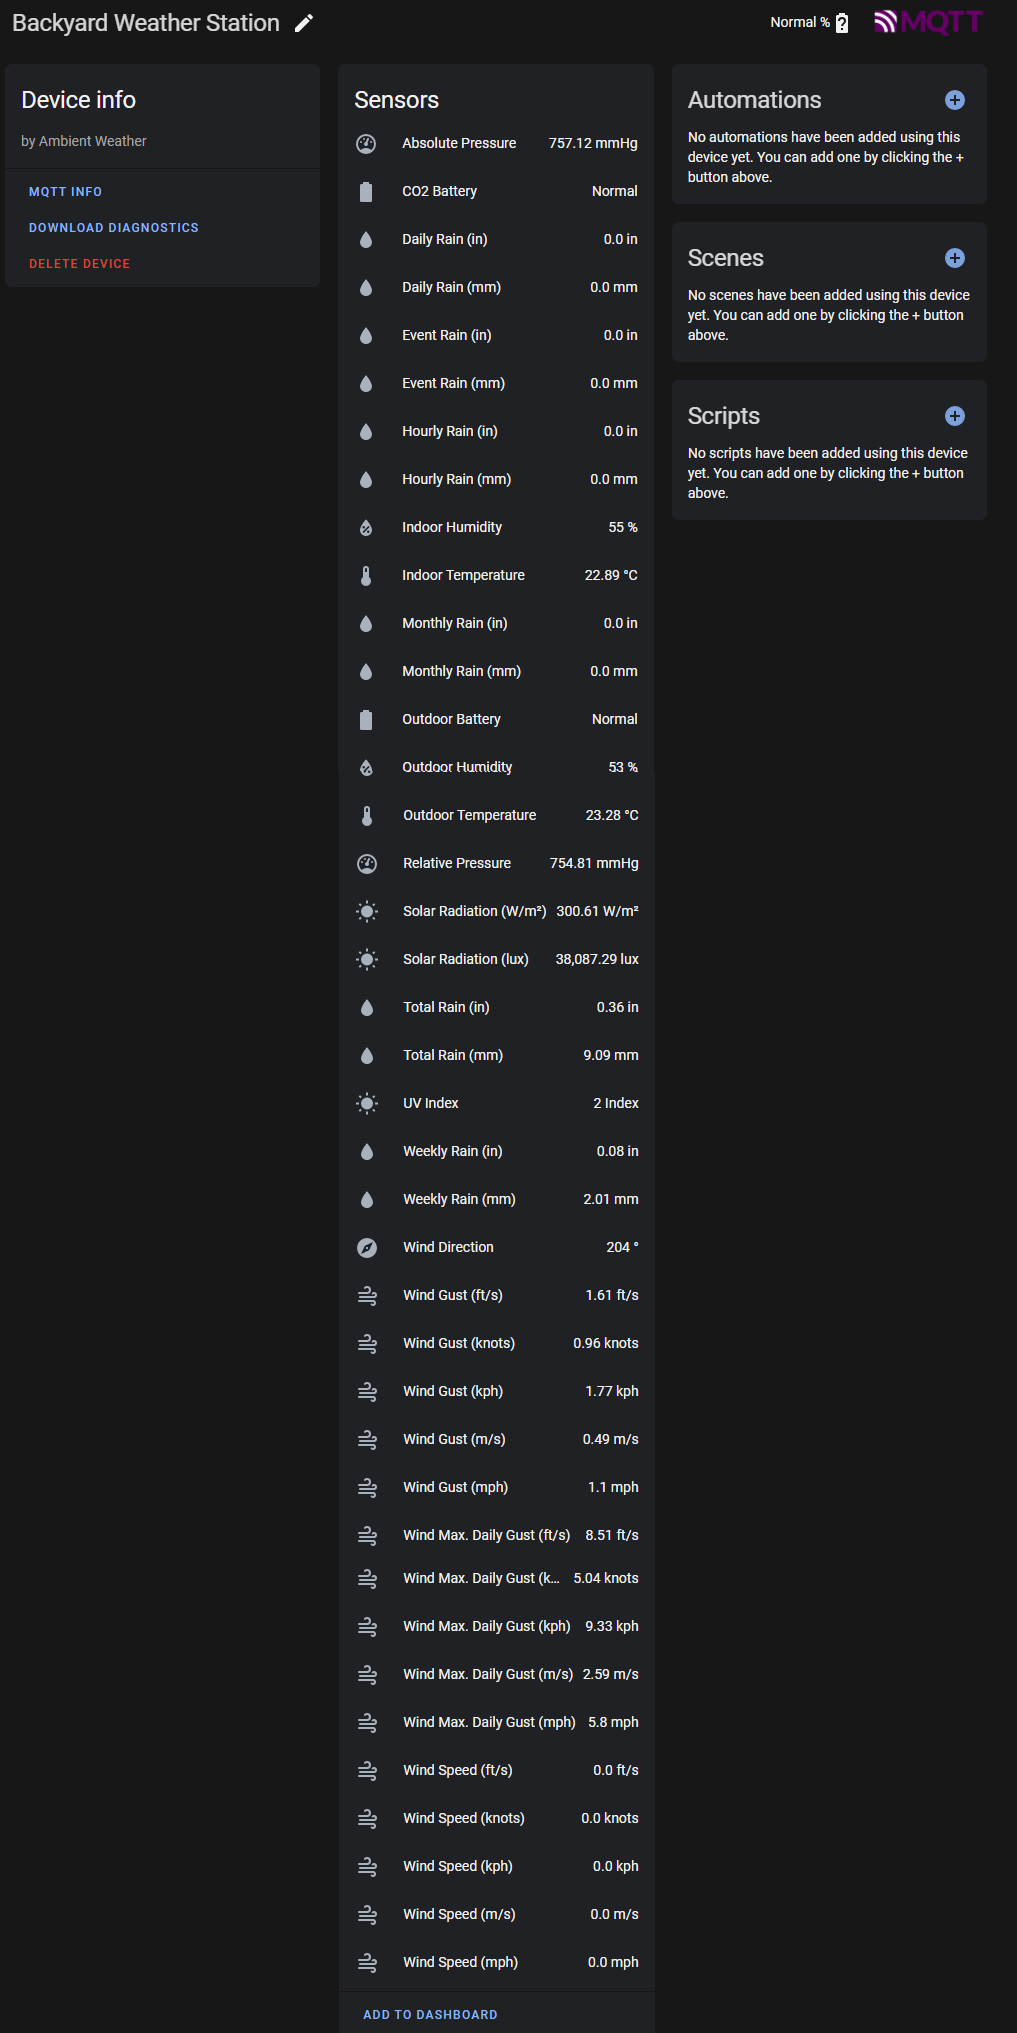 Backyard Weather Station
Normal %
MQTT
Device info
by Ambient Weather
MQTT INFO
DOWNLOAD DIAGNOSTICS
DELETE DEVICE
Sensors
Absolute Pressure 757.12 mmHg
CO2 Battery Normal
Daily Rain (in) 0.0 in
Daily Rain (mm) 0.0 mm
Event Rain (in) 0.0 in
Event Rain (mm) 0.0 mm
Hourly Rain (in) 0.0 in
Hourly Rain (mm) 0.0 mm
Indoor Humidity 55 %
Indoor Temperature 22.89 °C
Monthly Rain (in) 0.0 in
Monthly Rain (mm) 0.0 mm
Outdoor Battery Normal
Outdoor Humidity 53 %
Outdoor Temperature 23.28 °C
Relative Pressure 754.81 mmHg
Solar Radiation (W/m²) 300.61 W/m²
Solar Radiation (lux) 38,087.29 lux
Total Rain (in) 0.36 in
Total Rain (mm) 9.09 mm
UV Index 2 Index
Weekly Rain (in) 0.08 in
Weekly Rain (mm) 2.01 mm
Wind Direction 204 °
Wind Gust (ft/s) 1.61 ft/s
Wind Gust (knots) 0.96 knots
Wind Gust (kph) 1.77 kph
Wind Gust (m/s) 0.49 m/s
Wind Gust (mph) 1.1 mph
Wind Max. Daily Gust (ft/s) 8.51 ft/s
Wind Max. Daily Gust (k... 5.04 knots
Wind Max. Daily Gust (kph) 9.33 kph
Wind Max. Daily Gust (m/s) 2.59 m/s
Wind Max. Daily Gust (mph) 5.8 mph
Wind Speed (ft/s) 0.0 ft/s
Wind Speed (knots) 0.0 knots
Wind Speed (kph) 0.0 kph
Wind Speed (m/s) 0.0 m/s
Wind Speed (mph) 0.0 mph
ADD TO DASHBOARD
Automations
No automations have been added using this
device yet. You can add one by clicking the +
button above.
Scenes
No scenes have been added using this device
yet. You can add one by clicking the + button
above.
Scripts
No scripts have been added using this device
yet. You can add one by clicking the + button
above.